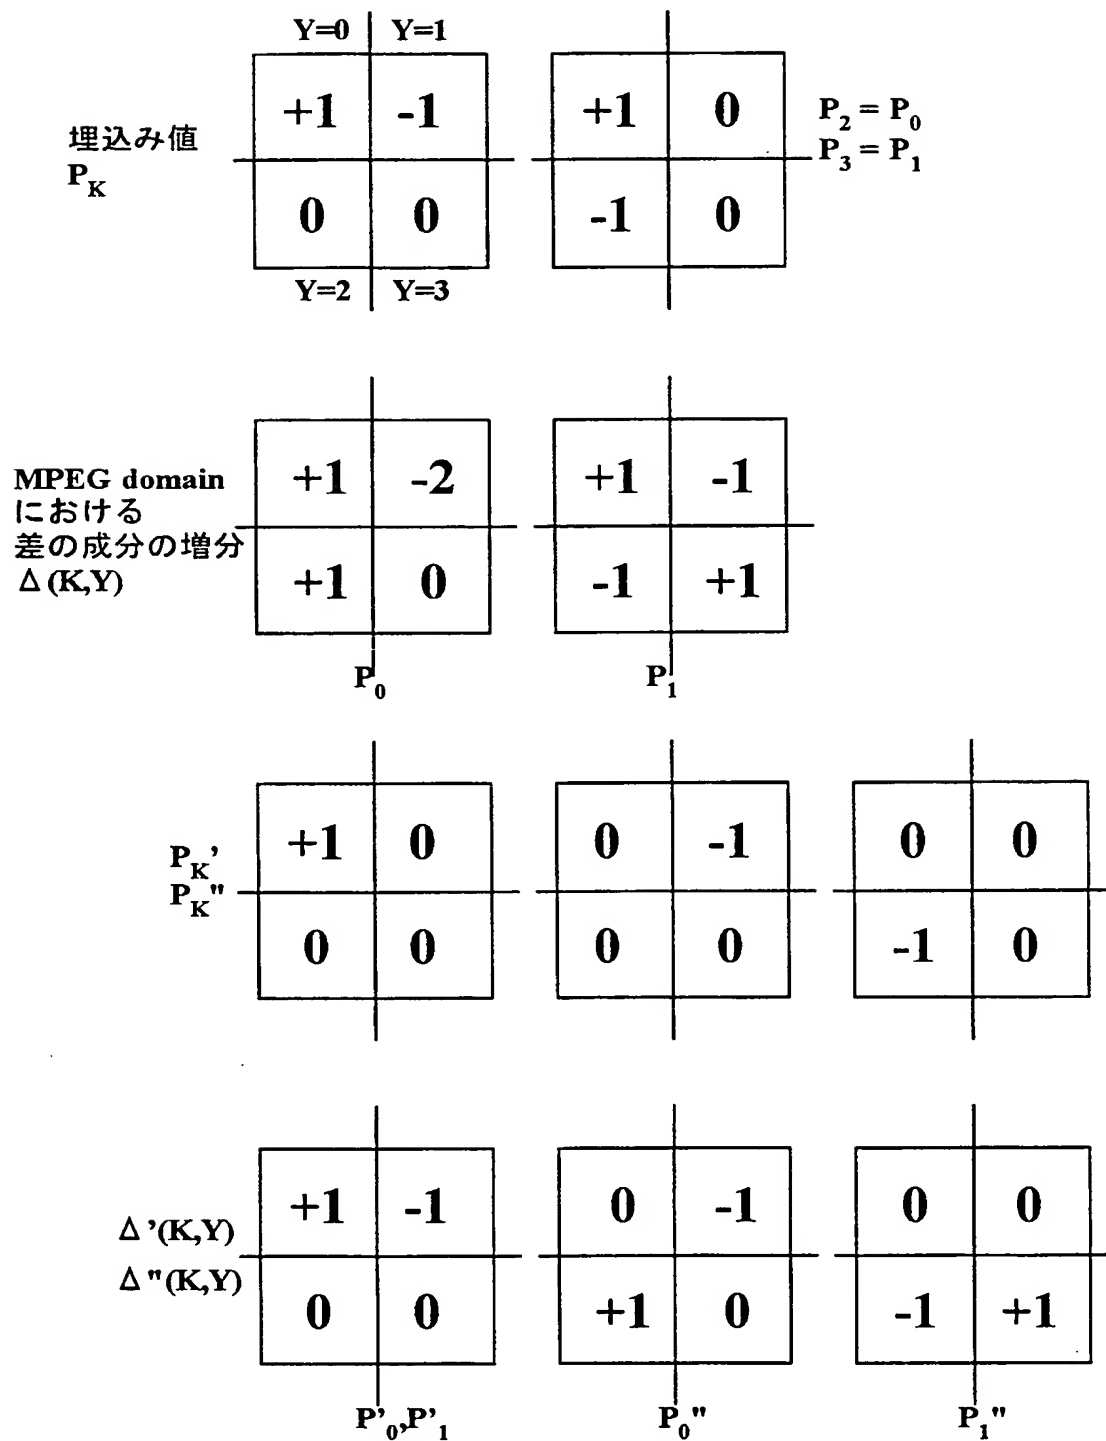 Y=0 Y=1
+1 -1 +1 0
埋込み値
P_K
P_2 = P_0
P_3 = P_1
0 0 -1 0
Y=2 Y=3
+1 -2 +1 -1
MPEG domain
における
差の成分の増分
Δ(K,Y)
+1 0 -1 +1
P_0 P_1
+1 0 0 -1 0 0
P_K'
P_K"
0 0 0 0 -1 0
+1 -1 0 -1 0 0
Δ'(K,Y)
Δ"(K,Y)
0 0 +1 0 -1 +1
P'_0,P'_1 P_0" P_1"